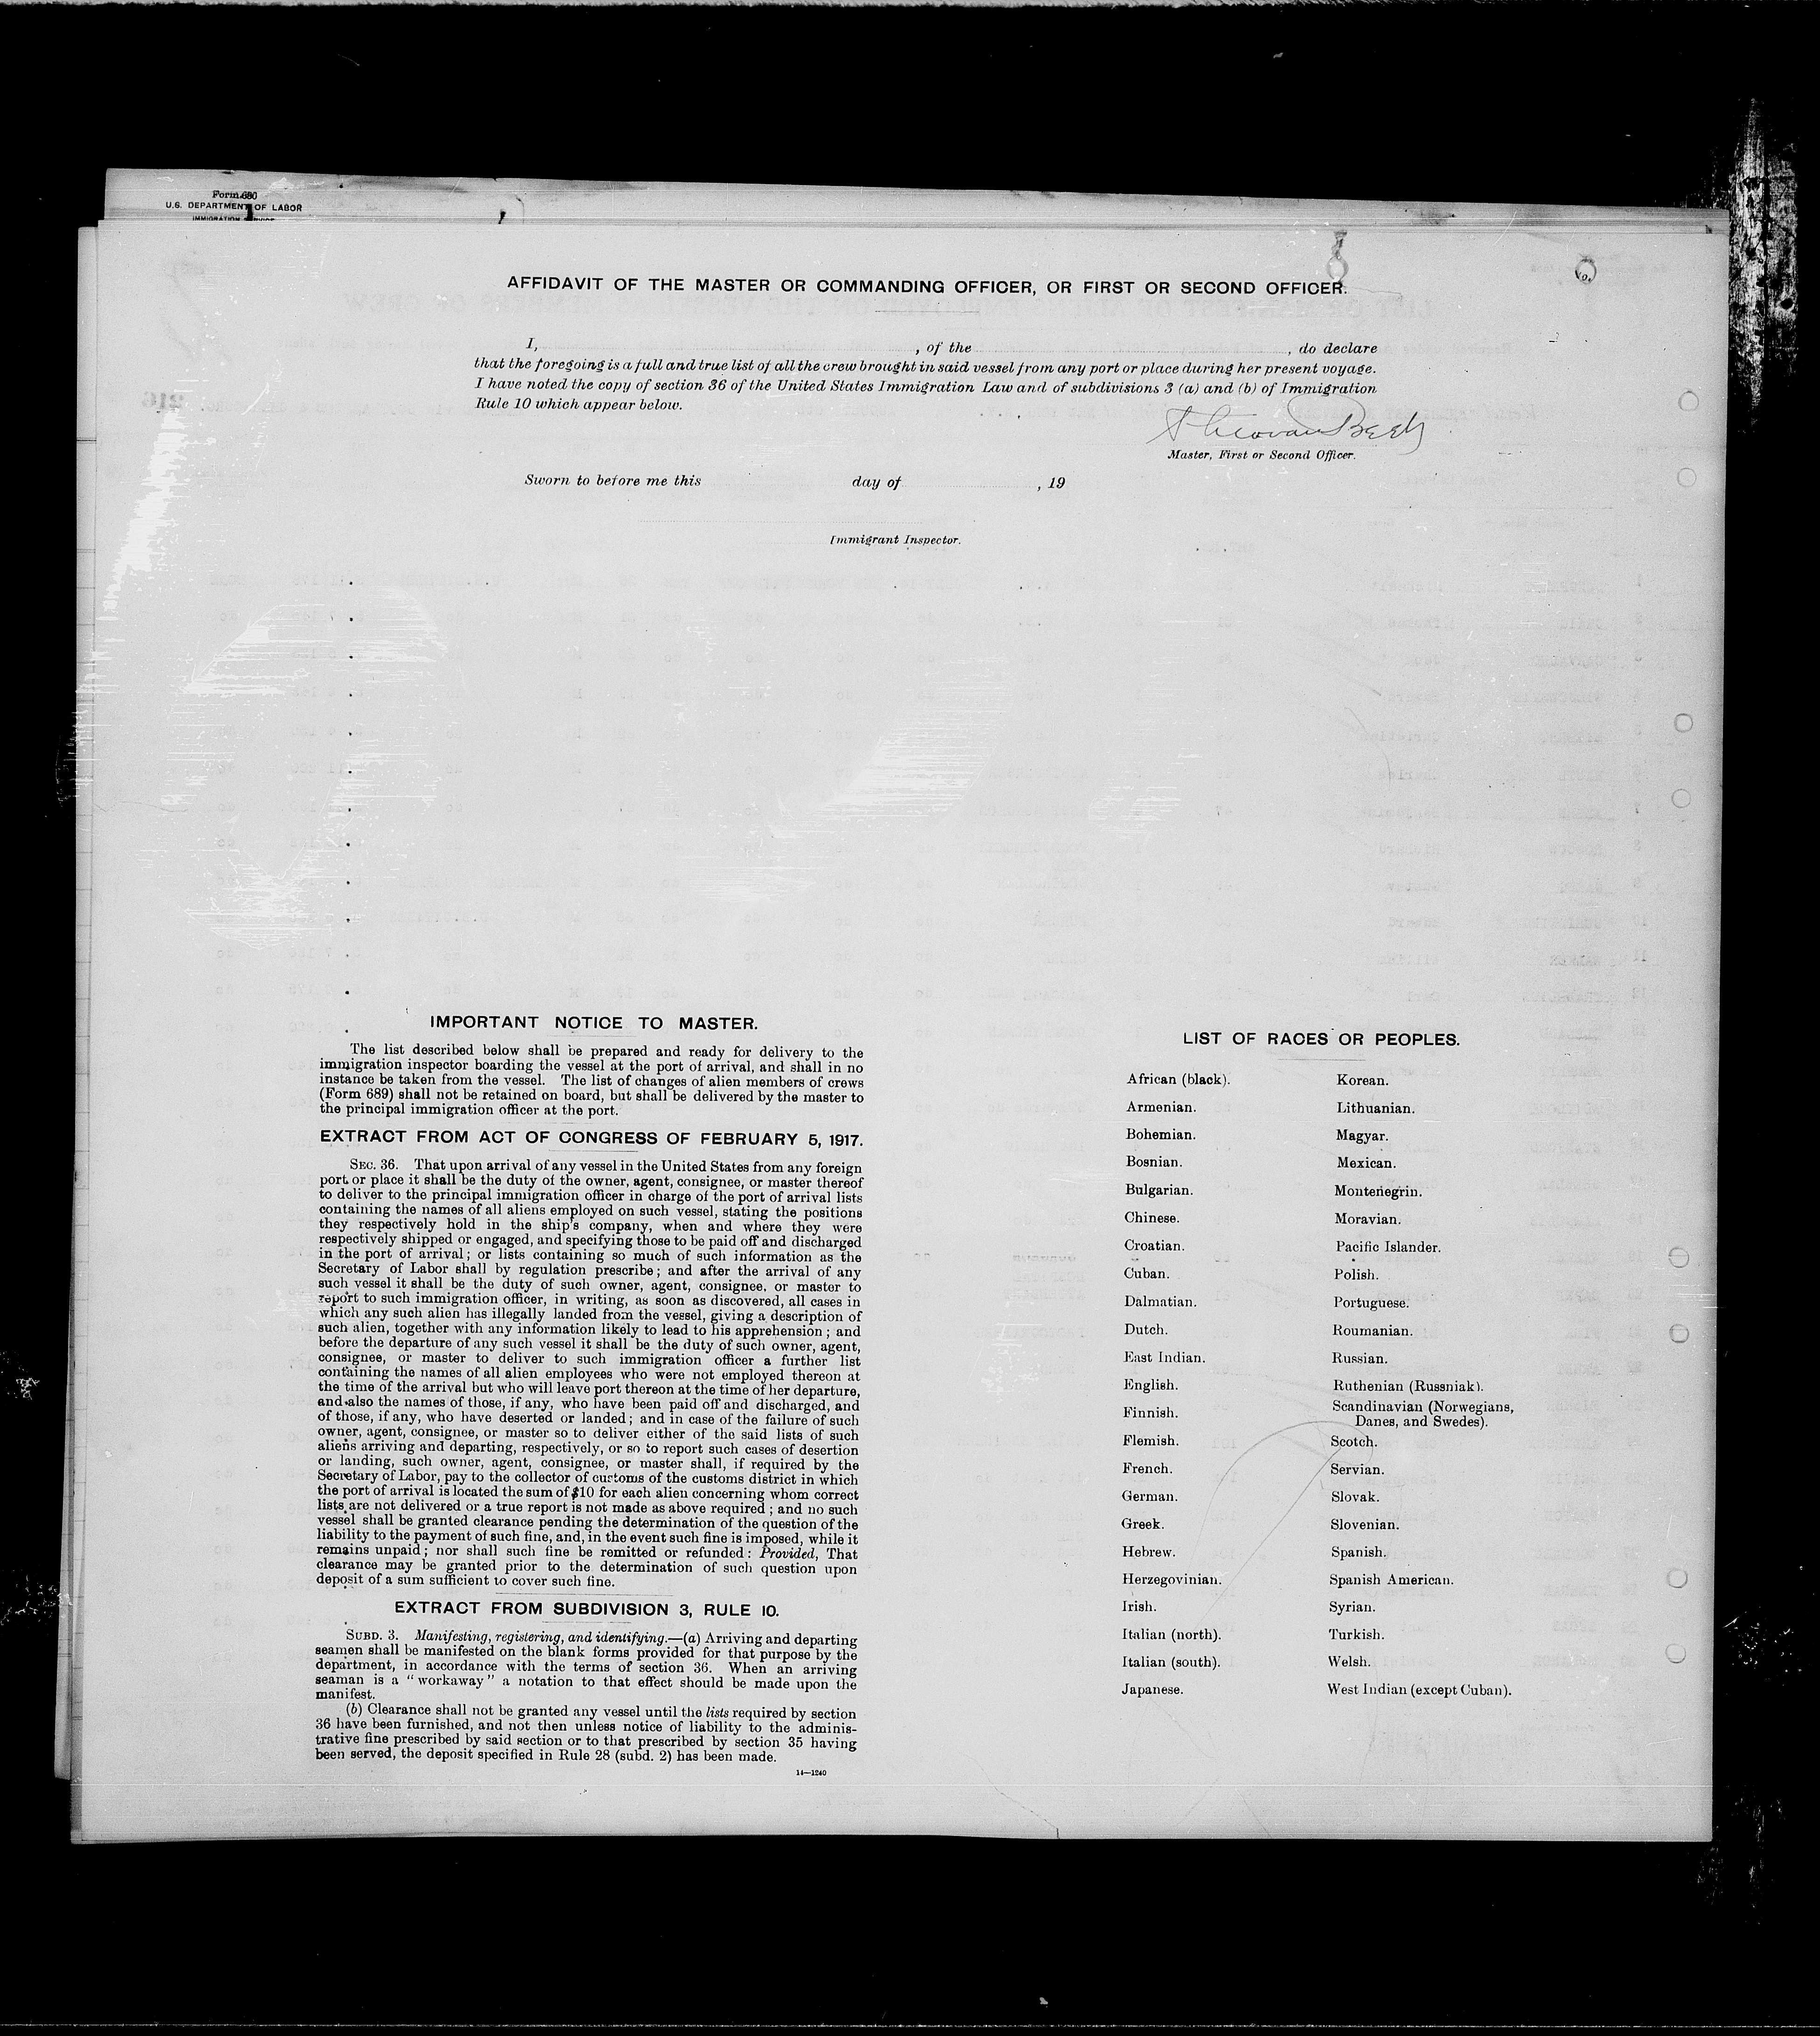 Form 680
U.S. DEPARTMENT OF LABOR
IMMIGRATION SERVICE
AFFIDAVIT OF THE MASTER OR COMMANDING OFFICER, OR FIRST OR SECOND OFFICER.
I, , of the , do declare
that the foregoing is a full and true list of all the crew brought in said vessel from any port or place during her present voyage.
I have noted the copy of section 36 of the United States Immigration Law and of subdivisions 3 (a) and (b) of Immigration
Rule 10 which appear below.
Master, First or Second Officer.
Sworn to before me this day of , 19
Immigrant Inspector.
IMPORTANT NOTICE TO MASTER.
The list described below shall be prepared and ready for delivery to the
immigration inspector boarding the vessel at the port of arrival, and shall in no
instance be taken from the vessel. The list of changes of alien members of crews
(Form 689) shall not be retained on board, but shall be delivered by the master to
the principal immigration officer at the port.
EXTRACT FROM ACT OF CONGRESS OF FEBRUARY 5, 1917.
SEC. 36. That upon arrival of any vessel in the United States from any foreign
port or place it shall be the duty of the owner, agent, consignee, or master thereof
to deliver to the principal immigration officer in charge of the port of arrival lists
containing the names of all aliens employed on such vessel, stating the positions
they respectively hold in the ship's company, when and where they were
respectively shipped or engaged, and specifying those to be paid off and discharged
in the port of arrival; or lists containing so much of such information as the
Secretary of Labor shall by regulation prescribe; and after the arrival of any
such vessel it shall be the duty of such owner, agent, consignee, or master to
report to such immigration officer, in writing, as soon as discovered, all cases in
which any such alien has illegally landed from the vessel, giving a description of
such alien, together with any information likely to lead to his apprehension; and
before the departure of any such vessel it shall be the duty of such owner, agent,
consignee, or master to deliver to such immigration officer a further list
containing the names of all alien employees who were not employed thereon at
the time of the arrival but who will leave port thereon at the time of her departure,
and also the names of those, if any, who have been paid off and discharged, and
of those, if any, who have deserted or landed; and in case of the failure of such
owner, agent, consignee, or master so to deliver either of the said lists of such
aliens arriving and departing, respectively, or so to report such cases of desertion
or landing, such owner, agent, consignee, or master shall, if required by the
Secretary of Labor, pay to the collector of customs of the customs district in which
the port of arrival is located the sum of $10 for each alien concerning whom correct
lists are not delivered or a true report is not made as above required; and no such
vessel shall be granted clearance pending the determination of the question of the
liability to the payment of such fine, and, in the event such fine is imposed, while it
remains unpaid; nor shall such fine be remitted or refunded: Provided, That
clearance may be granted prior to the determination of such question upon
deposit of a sum sufficient to cover such fine.
EXTRACT FROM SUBDIVISION 3, RULE 10.
SUBD. 3. Manifesting, registering, and identifying.—(a) Arriving and departing
seamen shall be manifested on the blank forms provided for that purpose by the
department, in accordance with the terms of section 36. When an arriving
seaman is a "workaway" a notation to that effect should be made upon the
manifest.
(b) Clearance shall not be granted any vessel until the lists required by section
36 have been furnished, and not then unless notice of liability to the adminis-
trative fine prescribed by said section or to that prescribed by section 35 having
been served, the deposit specified in Rule 28 (subd. 2) has been made.
14—1240
LIST OF RACES OR PEOPLES.
African (black).
Armenian.
Bohemian.
Bosnian.
Bulgarian.
Chinese.
Croatian.
Cuban.
Dalmatian.
Dutch.
East Indian.
English.
Finnish.
Flemish.
French.
German.
Greek.
Hebrew.
Herzegovinian.
Irish.
Italian (north).
Italian (south).
Japanese.
Korean.
Lithuanian.
Magyar.
Mexican.
Montenegrin.
Moravian.
Pacific Islander.
Polish.
Portuguese.
Roumanian.
Russian.
Ruthenian (Russniak).
Scandinavian (Norwegians,
Danes, and Swedes).
Scotch.
Servian.
Slovak.
Slovenian.
Spanish.
Spanish American.
Syrian.
Turkish.
Welsh.
West Indian (except Cuban).